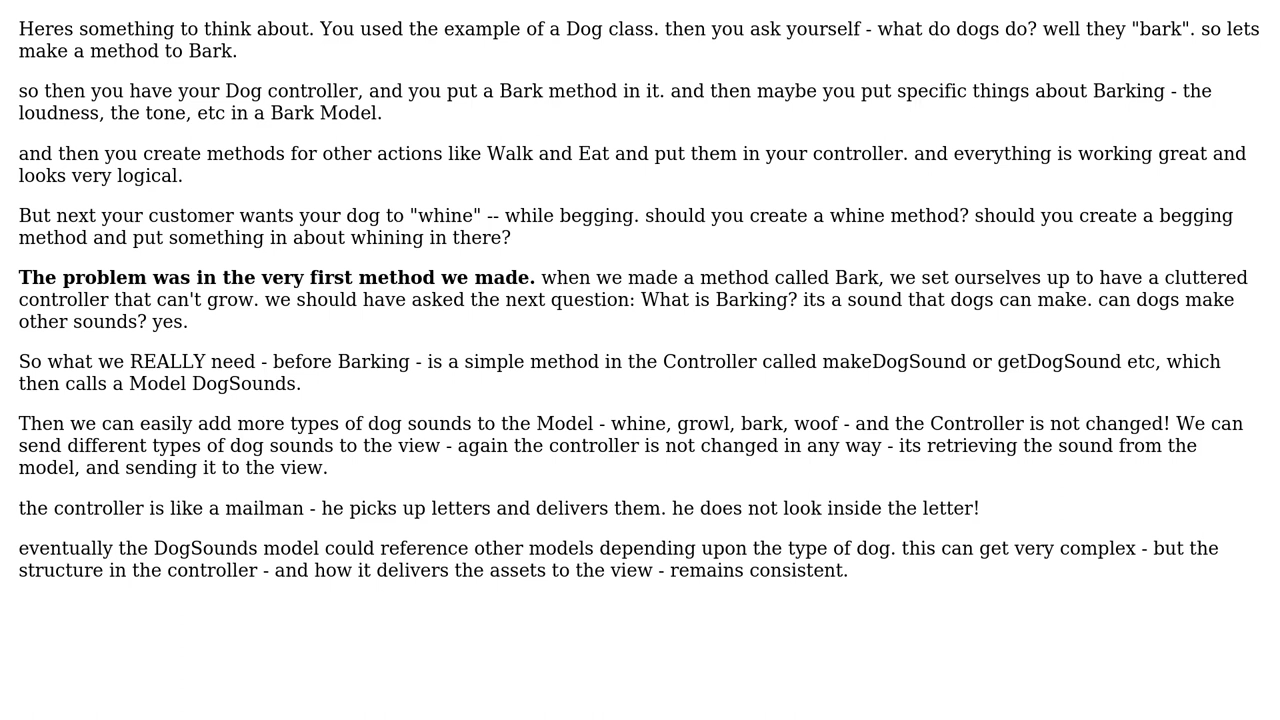 Heres something to think about. You used the example of a Dog class. then you ask yourself - what do dogs do? well they "bark". so lets
make a method to Bark.
so then you have your Dog controller, and you put a Bark method in it. and then maybe you put specific things about Barking - the
loudness, the tone, etc in a Bark Model.
and then you create methods for other actions like Walk and Eat and put them in your controller. and everything is working great and
looks very logical.
But next your customer wants your dog to "whine" -- while begging. should you create a whine method? should you create a begging
method and put something in about whining in there?
The problem was in the very first method we made. when we made a method called Bark, we set ourselves up to have a cluttered
controller that can't grow. we should have asked the next question: What is Barking? its a sound that dogs can make. can dogs make
other sounds? yes.
So what we REALLY need - before Barking - is a simple method in the Controller called makeDogSound or getDogSound etc, which
then calls a Model DogSounds.
Then we can easily add more types of dog sounds to the Model - whine, growl, bark, woof - and the Controller is not changed! We can
send different types of dog sounds to the view - again the controller is not changed in any way - its retrieving the sound from the
model, and sending it to the view.
the controller is like a mailman - he picks up letters and delivers them. he does not look inside the letter!
eventually the DogSounds model could reference other models depending upon the type of dog. this can get very complex - but the
structure in the controller - and how it delivers the assets to the view - remains consistent.